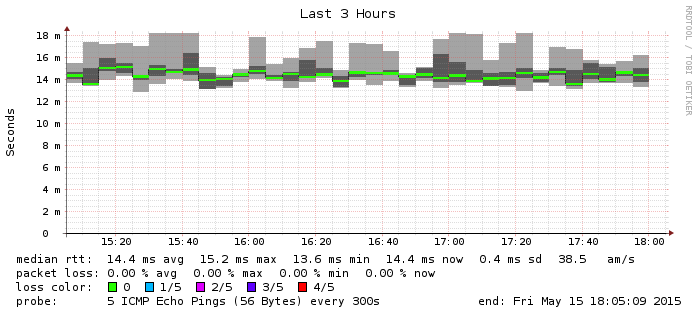 Last 3 Hours
RRDTOOL / TOBI OETIKER
Seconds
18 m
16 m
14 m
12 m
10 m
8 m
6 m
4 m
2 m
0
15:20 15:40 16:00 16:20 16:40 17:00 17:20 17:40 18:00
median rtt: 14.4 ms avg 15.2 ms max 13.6 ms min 14.4 ms now 0.4 ms sd 38.5 am/s
packet loss: 0.00 % avg 0.00 % max 0.00 % min 0.00 % now
loss color: 0 1/5 2/5 3/5 4/5
probe: 5 ICMP Echo Pings (56 Bytes) every 300s end: Fri May 15 18:05:09 2015